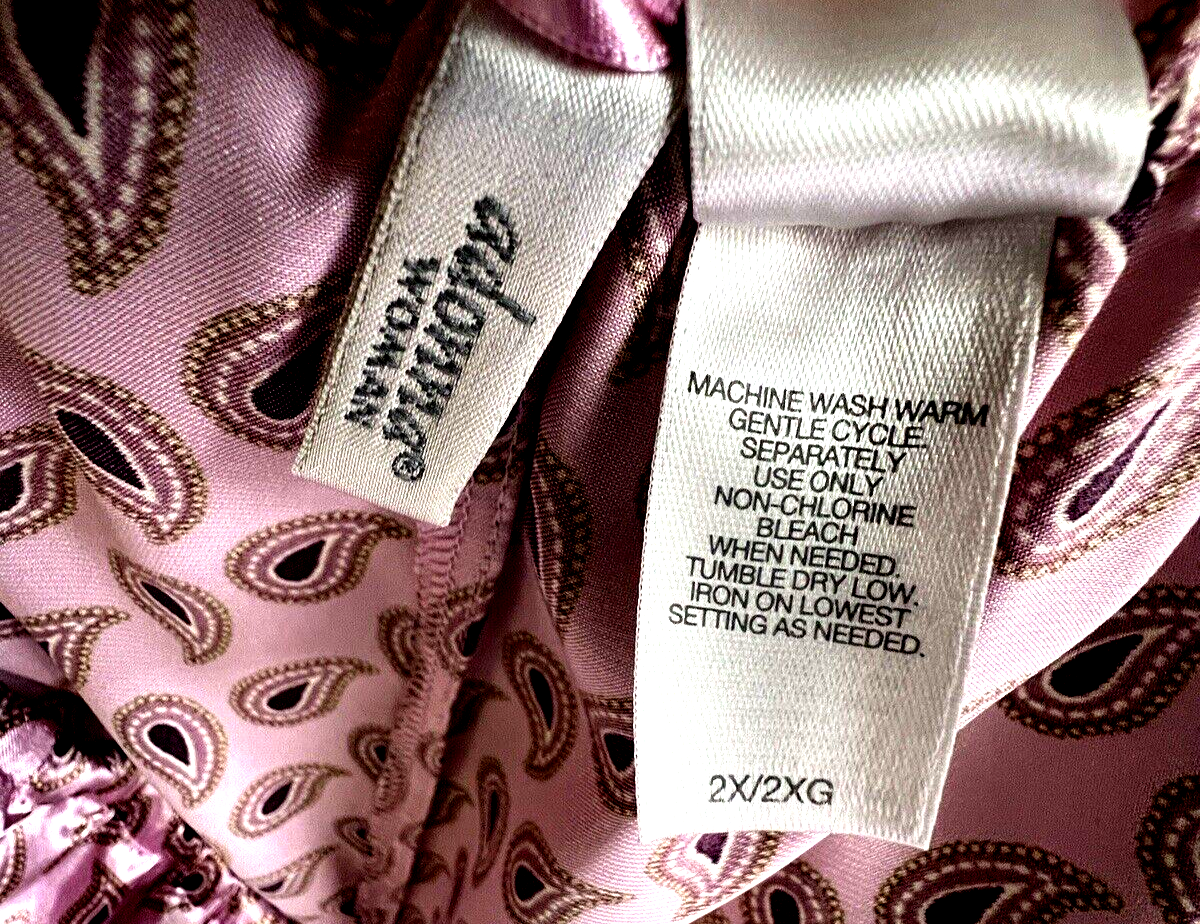 adonna®
WOMAN
MACHINE WASH WARM
GENTLE CYCLE.
SEPARATELY
USE ONLY
NON-CHLORINE
BLEACH
WHEN NEEDED.
TUMBLE DRY LOW.
IRON ON LOWEST
SETTING AS NEEDED.
2X/2XG